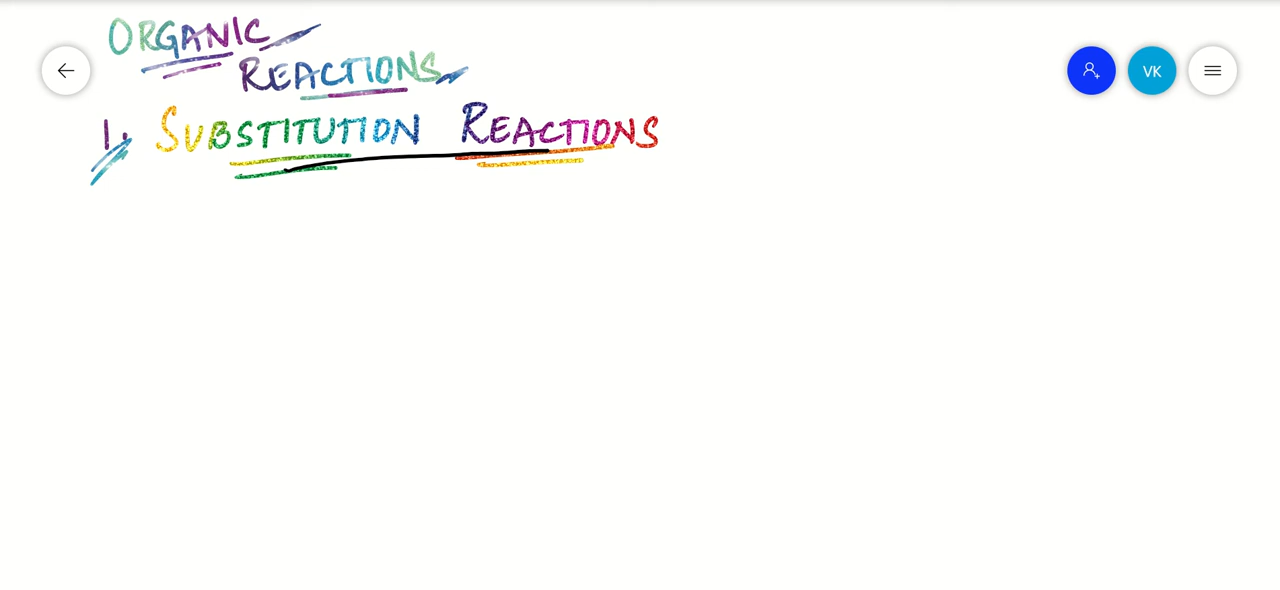 ORGANIC
REACTIONS
VK
1. SUBSTITUTION REACTIONS